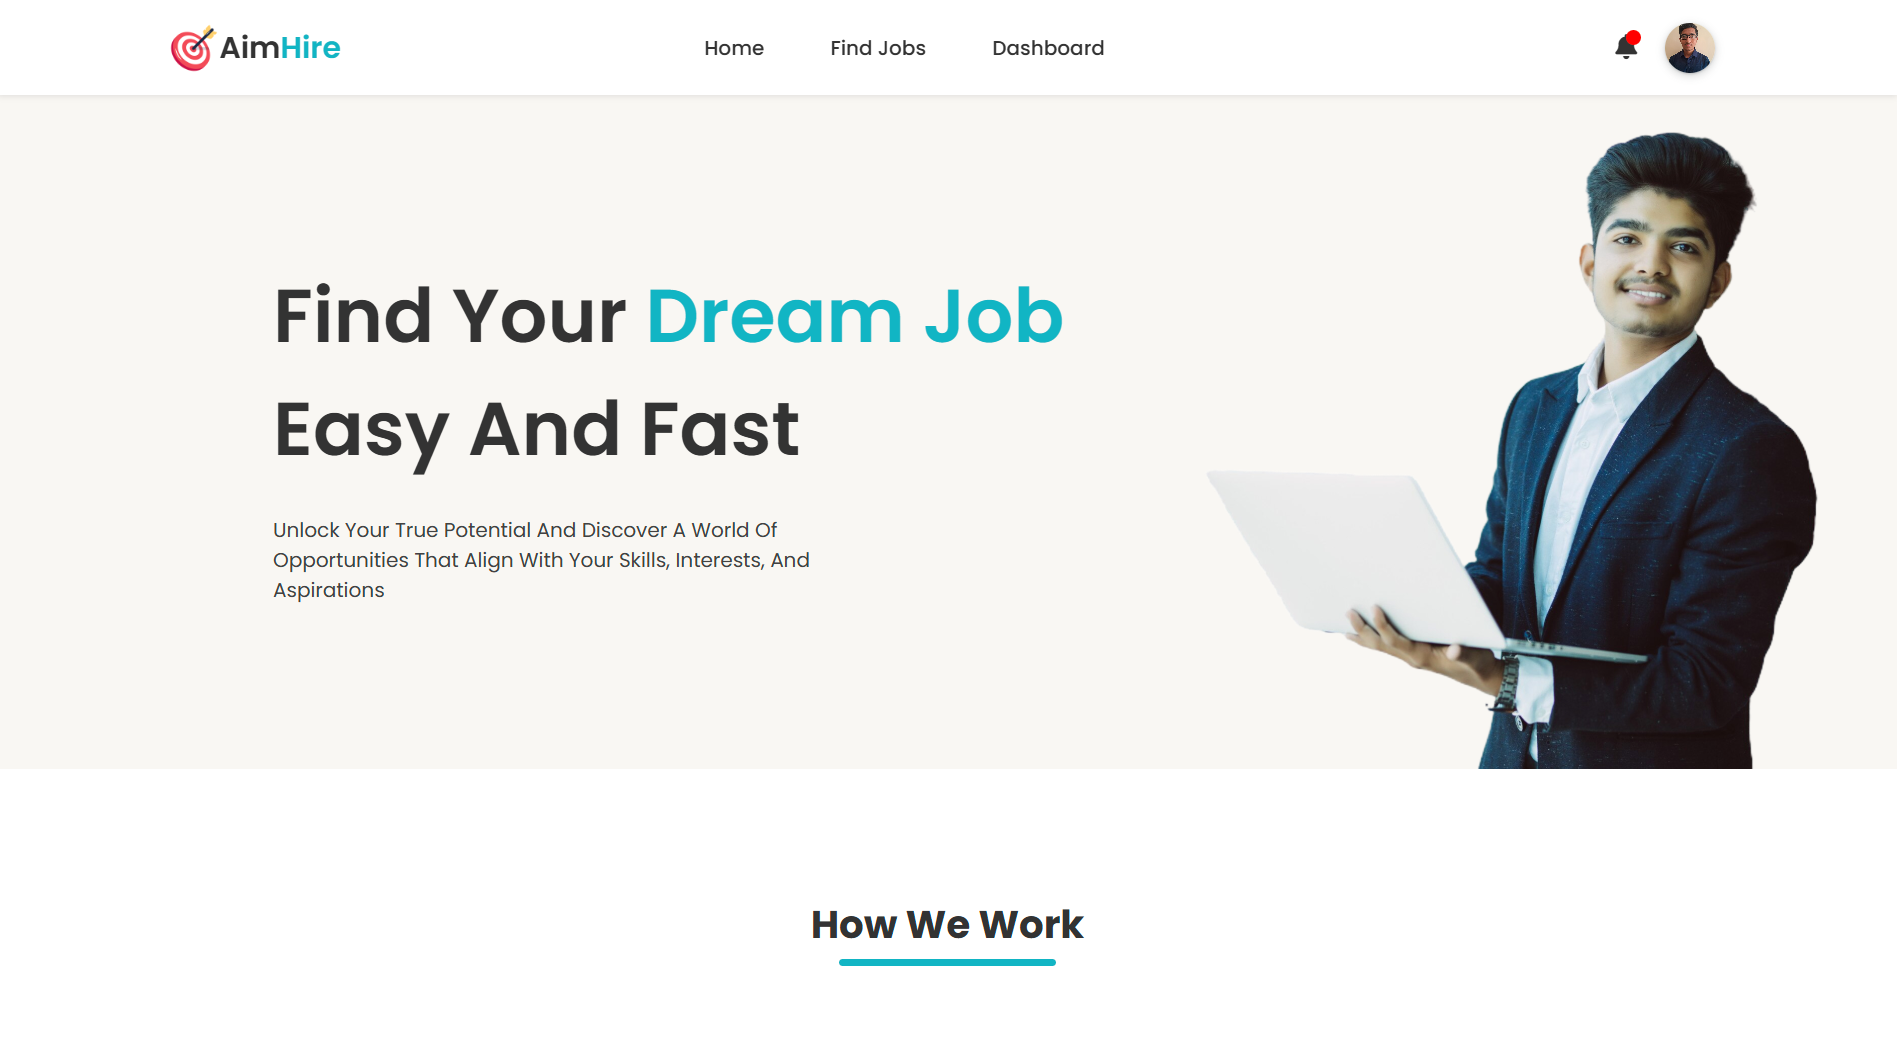 AimHire
Home
Find Jobs
Dashboard
Find Your Dream Job
Easy And Fast
Unlock Your True Potential And Discover A World Of
Opportunities That Align With Your Skills, Interests, And
Aspirations
How We Work